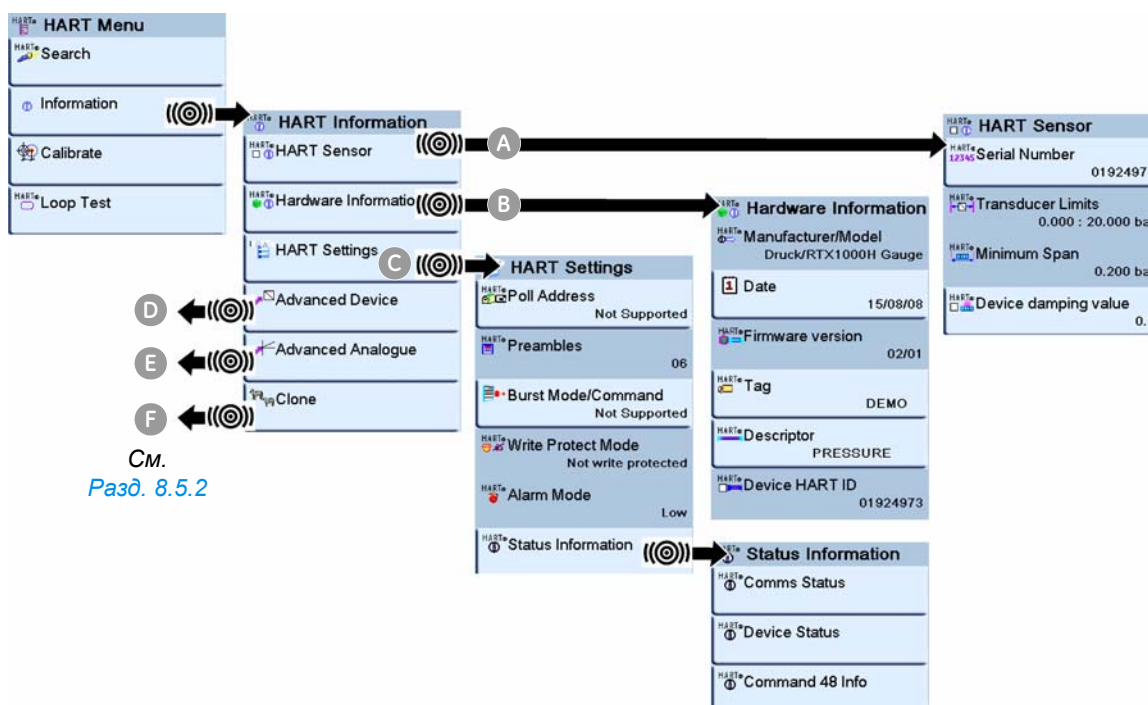 HART Menu
Search
Information
Calibrate
Loop Test
HART Information
HART Sensor
Hardware Informatio
HART Settings
Advanced Device
Advanced Analogue
Clone
A
B
C
D
E
F
См.
Разд. 8.5.2
HART Settings
Poll Address
Not Supported
Preambles
06
Burst Mode/Command
Not Supported
Write Protect Mode
Not write protected
Alarm Mode
Low
Status Information
Hardware Information
Manufacturer/Model
Druck/RTX1000H Gauge
Date
15/08/08
Firmware version
02/01
Tag
DEMO
Descriptor
PRESSURE
Device HART ID
01924973
Status Information
Comms Status
Device Status
Command 48 Info
HART Sensor
Serial Number
0192497
Transducer Limits
0.000 : 20.000 ba
Minimum Span
0.200 ba
Device damping value
0.